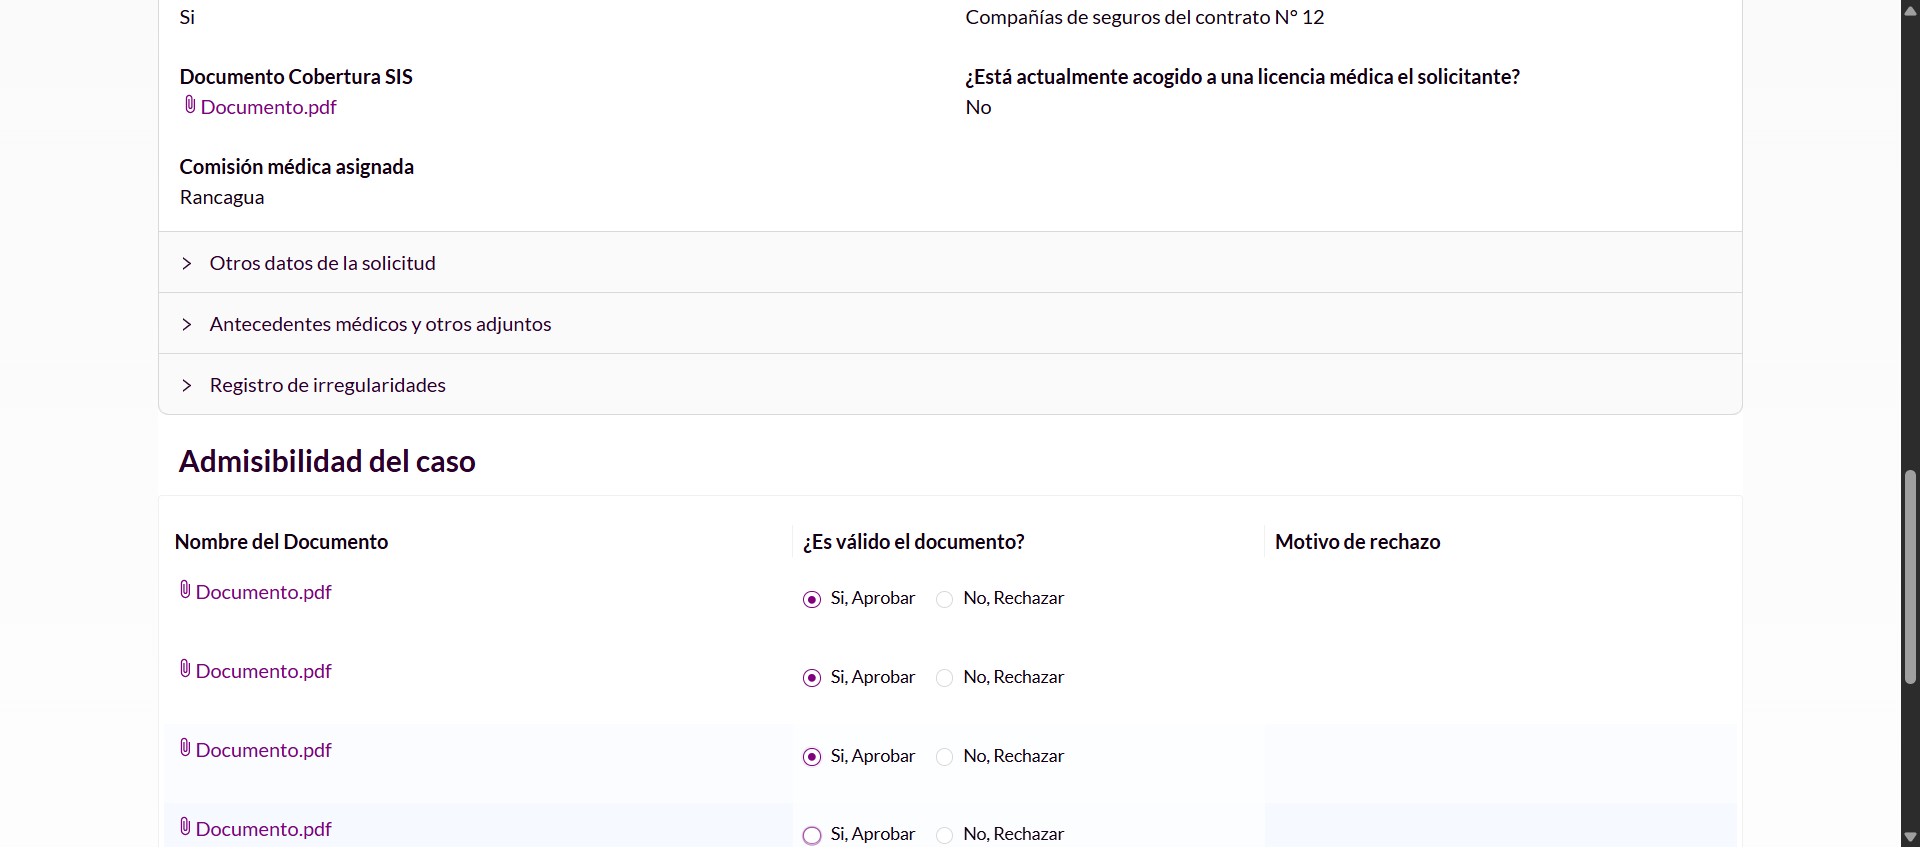 Si
Compañías de seguros del contrato N° 12
Documento Cobertura SIS
¿Está actualmente acogido a una licencia médica el solicitante?
Documento.pdf
No
Comisión médica asignada
Rancagua
Otros datos de la solicitud
Antecedentes médicos y otros adjuntos
Registro de irregularidades
Admisibilidad del caso
Nombre del Documento ¿Es válido el documento? Motivo de rechazo
Documento.pdf Si, Aprobar No, Rechazar
Documento.pdf Si, Aprobar No, Rechazar
Documento.pdf Si, Aprobar No, Rechazar
Documento.pdf Si, Aprobar No, Rechazar